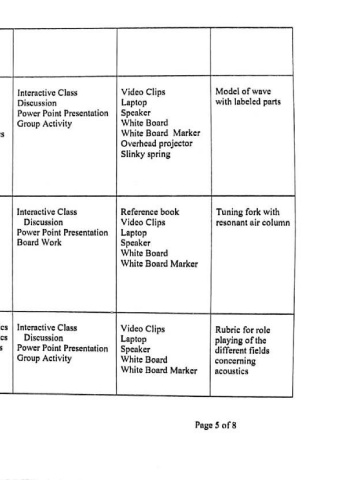 s
Interactive Class
Discussion
Power Point Presentation
Group Activity
Video Clips
Laptop
Speaker
White Board
White Board Marker
Overhead projector
Slinky spring
Model of wave
with labeled parts
Interactive Class
Discussion
Power Point Presentation
Board Work
Reference book
Video Clips
Laptop
Speaker
White Board
White Board Marker
Tuning fork with
resonant air column
cs
cs
s
Interactive Class
Discussion
Power Point Presentation
Group Activity
Video Clips
Laptop
Speaker
White Board
White Board Marker
Rubric for role
playing of the
different fields
concerning
acoustics
Page 5 of 8